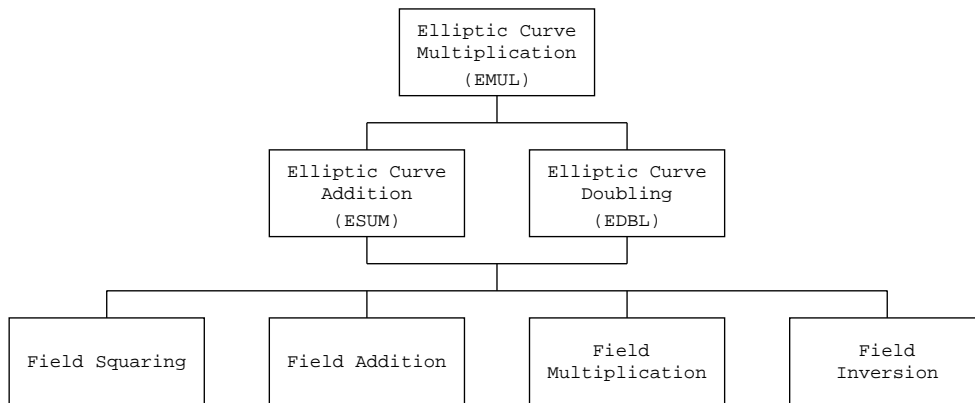 Elliptic Curve
Multiplication
(EMUL)
Elliptic Curve
Addition
(ESUM)
Elliptic Curve
Doubling
(EDBL)
Field Squaring
Field Addition
Field
Multiplication
Field
Inversion